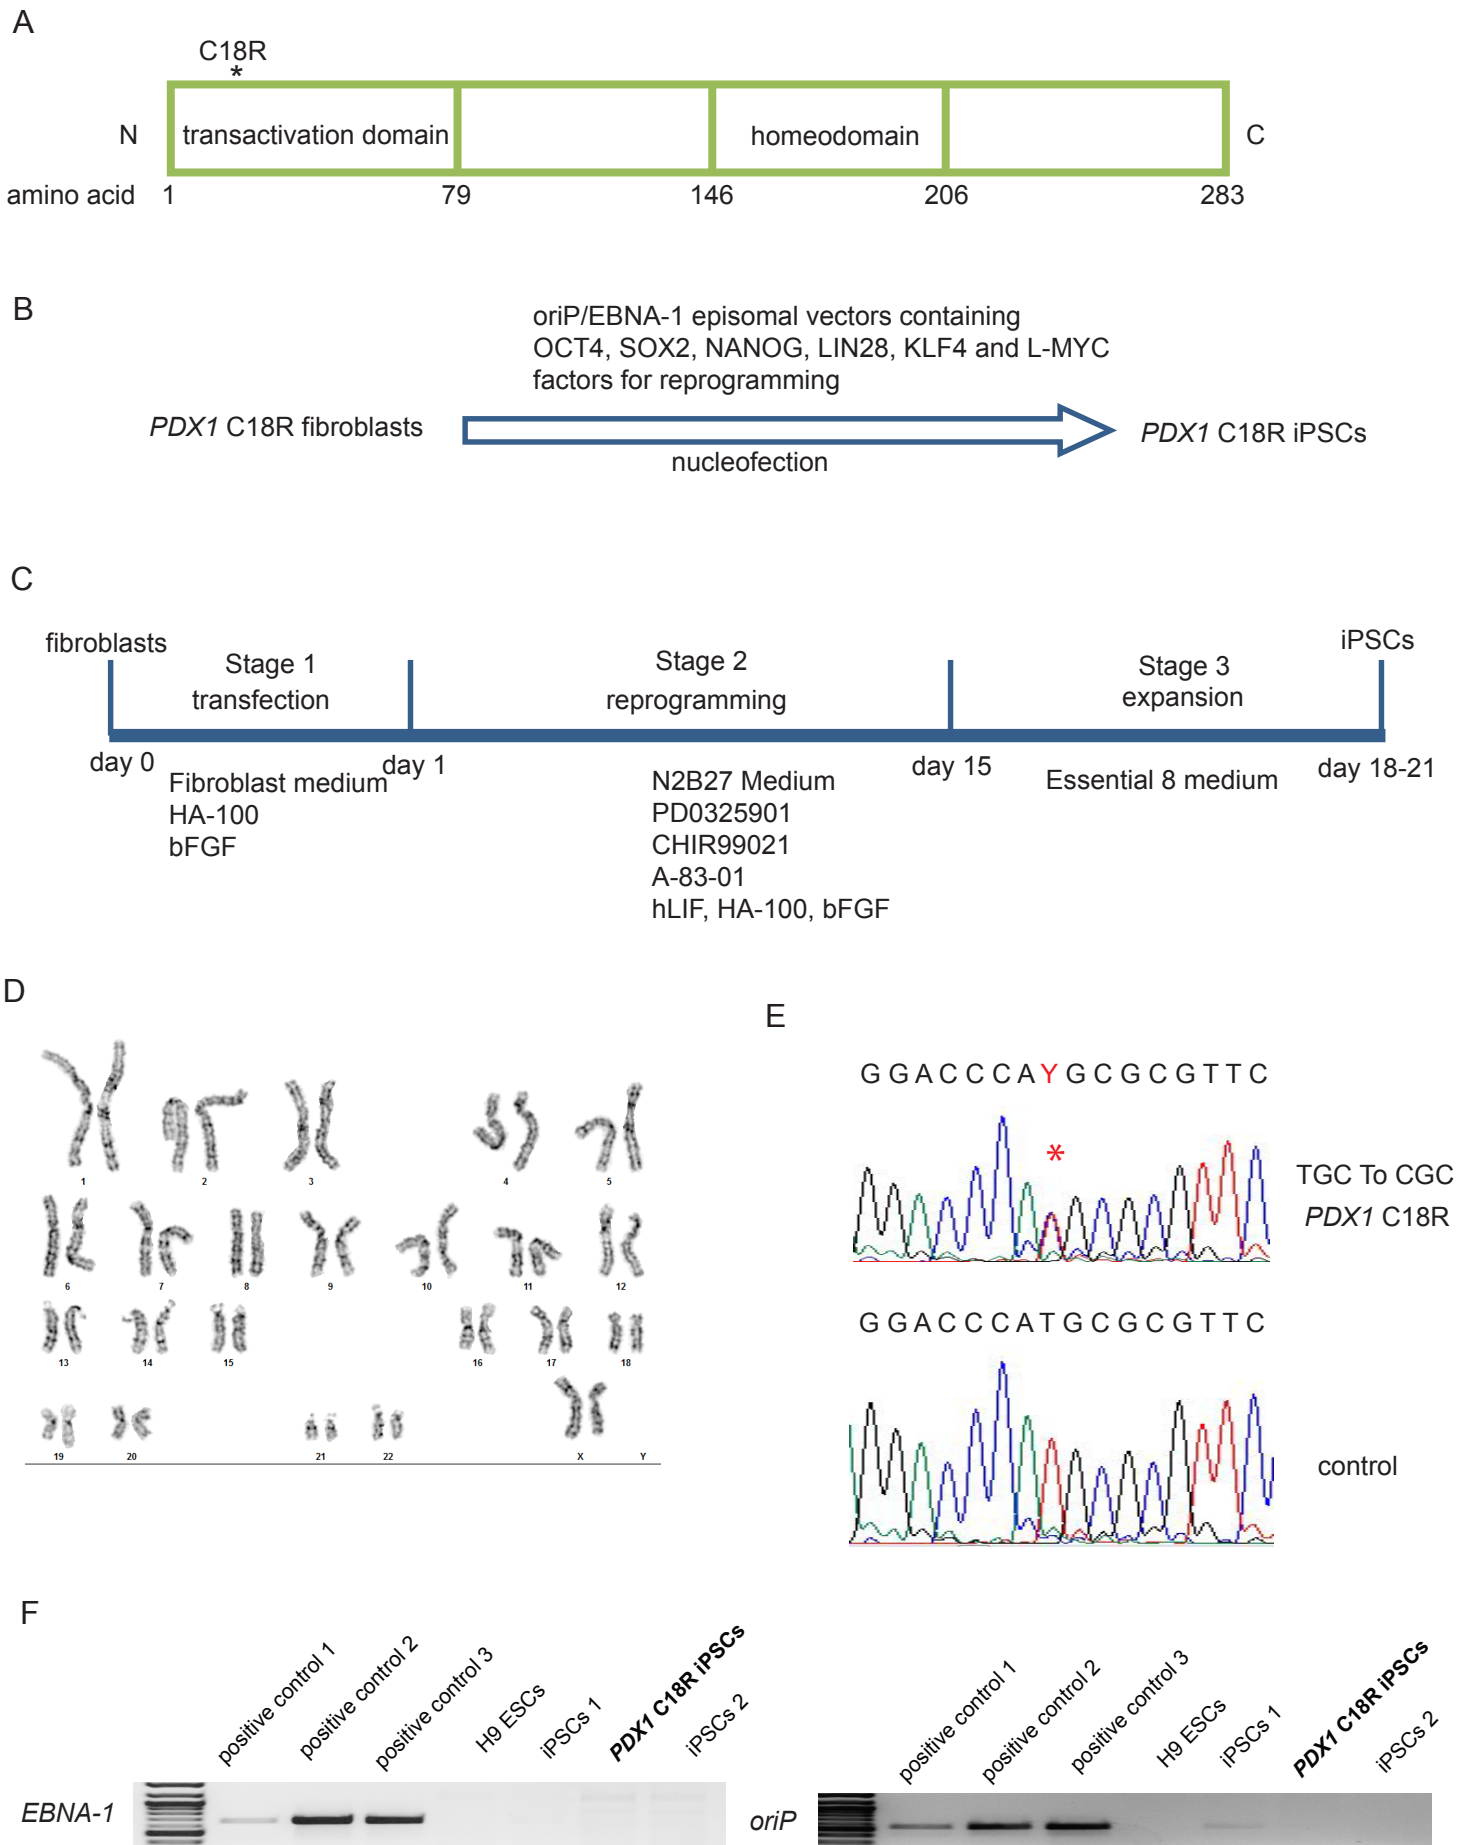 A
C18R
*
N
transactivation domain
homeodomain
C
amino acid
1
79
146
206
283
B
oriP/EBNA-1 episomal vectors containing
OCT4, SOX2, NANOG, LIN28, KLF4 and L-MYC
factors for reprogramming
PDX1 C18R fibroblasts
PDX1 C18R iPSCs
nucleofection
C
fibroblasts
Stage 1
transfection
Stage 2
reprogramming
Stage 3
expansion
iPSCs
day 0
day 1
day 15
day 18-21
Fibroblast medium
HA-100
bFGF
N2B27 Medium
PD0325901
CHIR99021
A-83-01
hLIF, HA-100, bFGF
Essential 8 medium
D
1 2 3 4 5
6 7 8 9 10 11 12
13 14 15 16 17 18
19 20 21 22 X Y
E
G G A C C C A Y G C G C G T T C
*
TGC To CGC
PDX1 C18R
G G A C C C A T G C G C G T T C
control
F
positive control 1
positive control 2
positive control 3
H9 ESCs
iPSCs 1
PDX1 C18R iPSCs
iPSCs 2
EBNA-1
positive control 1
positive control 2
positive control 3
H9 ESCs
iPSCs 1
PDX1 C18R iPSCs
iPSCs 2
oriP